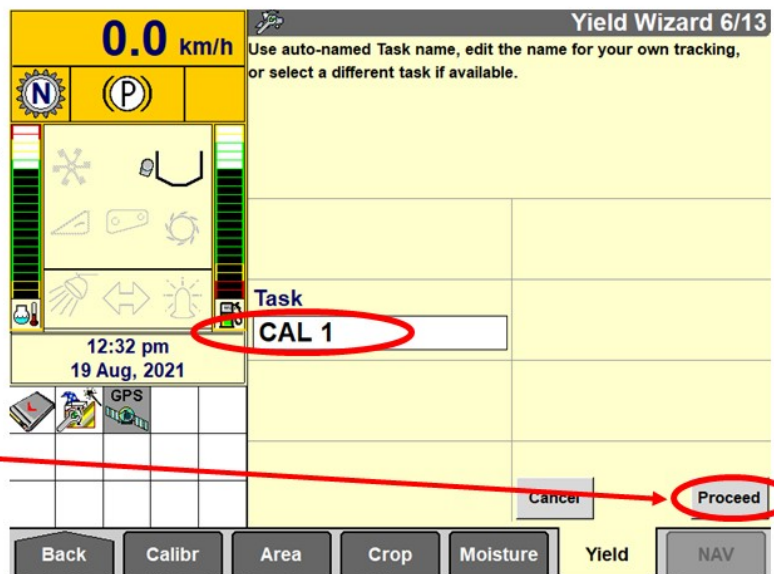 0.0 km/h
Yield Wizard 6/13
Use auto-named Task name, edit the name for your own tracking,
or select a different task if available.
N
(P)
Task
CAL 1
12:32 pm
19 Aug, 2021
L
GPS
Cancel
Proceed
Back
Calibr
Area
Crop
Moisture
Yield
NAV